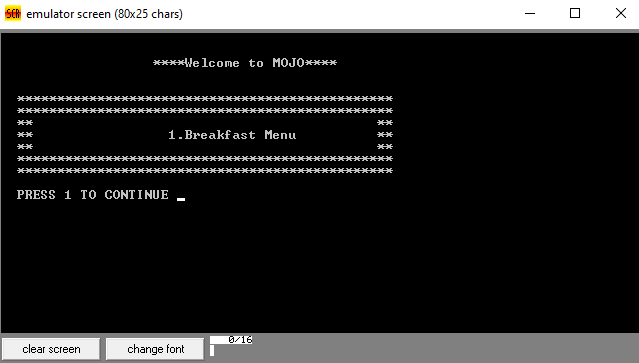 SCR emulator screen (80x25 chars)
****Welcome to MOJO****
***********************************************
***********************************************
** **
** 1.Breakfast Menu **
** **
***********************************************
***********************************************
PRESS 1 TO CONTINUE _
clear screen change font 0/16